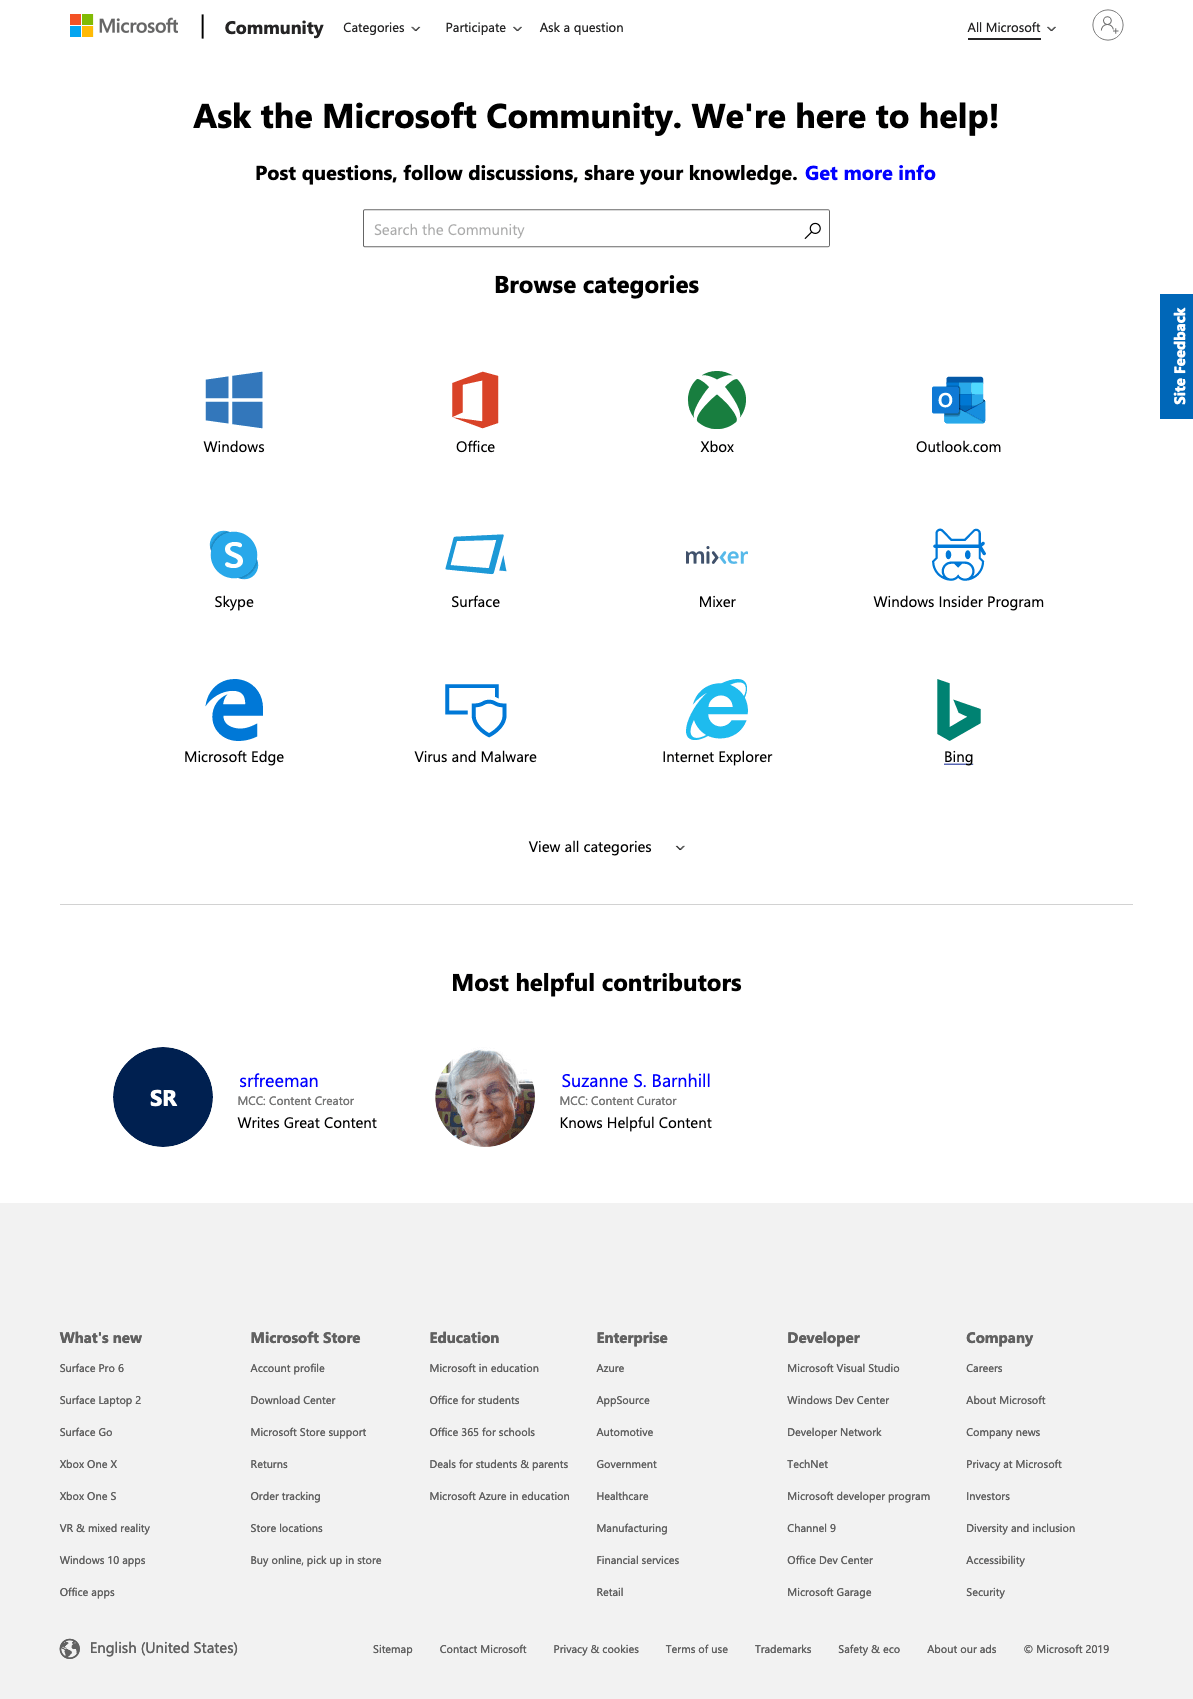 Microsoft
Community
Categories
Participate
Ask a question
All Microsoft
Ask the Microsoft Community. We're here to help!
Post questions, follow discussions, share your knowledge. Get more info
Search the Community
Browse categories
Site Feedback
Windows
Office
Xbox
Outlook.com
Skype
Surface
mixer
Mixer
Windows Insider Program
Microsoft Edge
Virus and Malware
Internet Explorer
Bing
View all categories
Most helpful contributors
SR
srfreeman
MCC: Content Creator
Writes Great Content
Suzanne S. Barnhill
MCC: Content Curator
Knows Helpful Content
What's new
Surface Pro 6
Surface Laptop 2
Surface Go
Xbox One X
Xbox One S
VR & mixed reality
Windows 10 apps
Office apps
Microsoft Store
Account profile
Download Center
Microsoft Store support
Returns
Order tracking
Store locations
Buy online, pick up in store
Education
Microsoft in education
Office for students
Office 365 for schools
Deals for students & parents
Microsoft Azure in education
Enterprise
Azure
AppSource
Automotive
Government
Healthcare
Manufacturing
Financial services
Retail
Developer
Microsoft Visual Studio
Windows Dev Center
Developer Network
TechNet
Microsoft developer program
Channel 9
Office Dev Center
Microsoft Garage
Company
Careers
About Microsoft
Company news
Privacy at Microsoft
Investors
Diversity and inclusion
Accessibility
Security
English (United States)
Sitemap
Contact Microsoft
Privacy & cookies
Terms of use
Trademarks
Safety & eco
About our ads
© Microsoft 2019